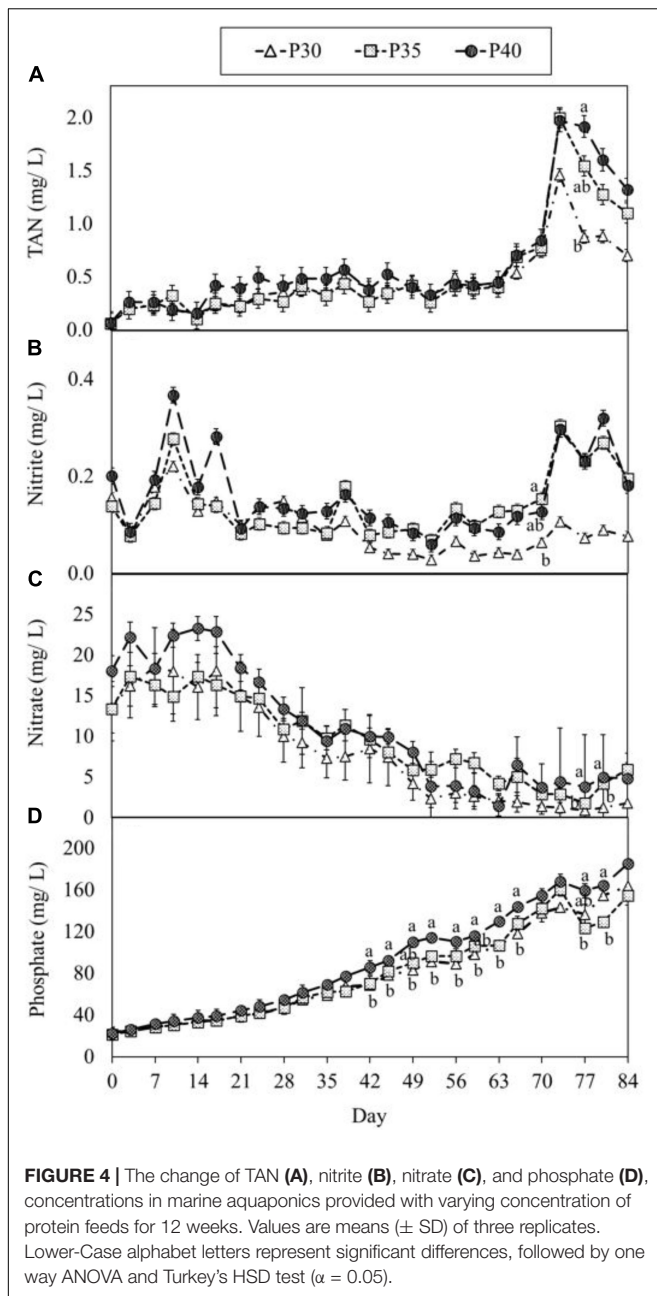 P30 P35 P40
A
TAN (mg/ L)
2.0
1.5
1.0
0.5
0.0
a
ab
b
B
Nitrite (mg/ L)
0.4
0.2
0.0
a
ab
b
C
Nitrate (mg/ L)
25
20
15
10
5
0
a
a
b
D
Phosphate (mg/ L)
200
160
120
80
40
0
a a ab a a a ab a a a ab a
b b b b b b b b b
0 7 14 21 28 35 42 49 56 63 70 77 84
Day
FIGURE 4 | The change of TAN (A), nitrite (B), nitrate (C), and phosphate (D),
concentrations in marine aquaponics provided with varying concentration of
protein feeds for 12 weeks. Values are means (± SD) of three replicates.
Lower-Case alphabet letters represent significant differences, followed by one
way ANOVA and Turkey's HSD test (α = 0.05).